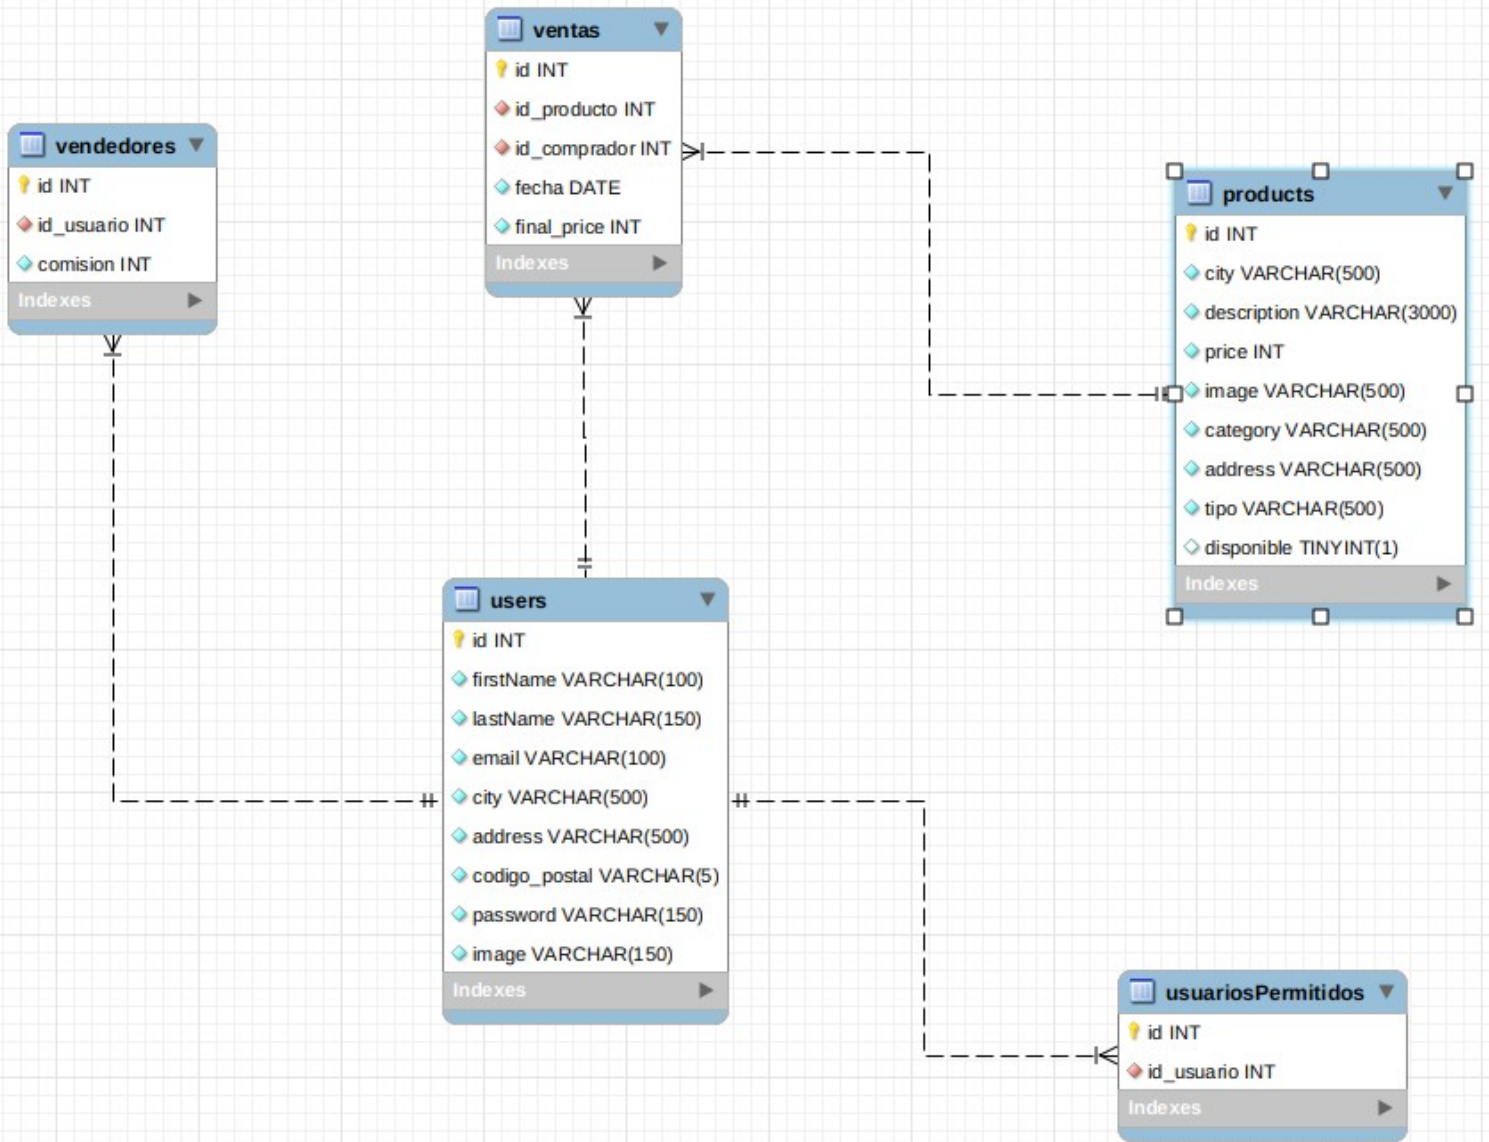 ventas
id INT
id_producto INT
id_comprador INT
fecha DATE
final_price INT
Indexes
vendedores
id INT
id_usuario INT
comision INT
Indexes
products
id INT
city VARCHAR(500)
description VARCHAR(3000)
price INT
image VARCHAR(500)
category VARCHAR(500)
address VARCHAR(500)
tipo VARCHAR(500)
disponible TINYINT(1)
Indexes
users
id INT
firstName VARCHAR(100)
lastName VARCHAR(150)
email VARCHAR(100)
city VARCHAR(500)
address VARCHAR(500)
codigo_postal VARCHAR(5)
password VARCHAR(150)
image VARCHAR(150)
Indexes
usuariosPermitidos
id INT
id_usuario INT
Indexes